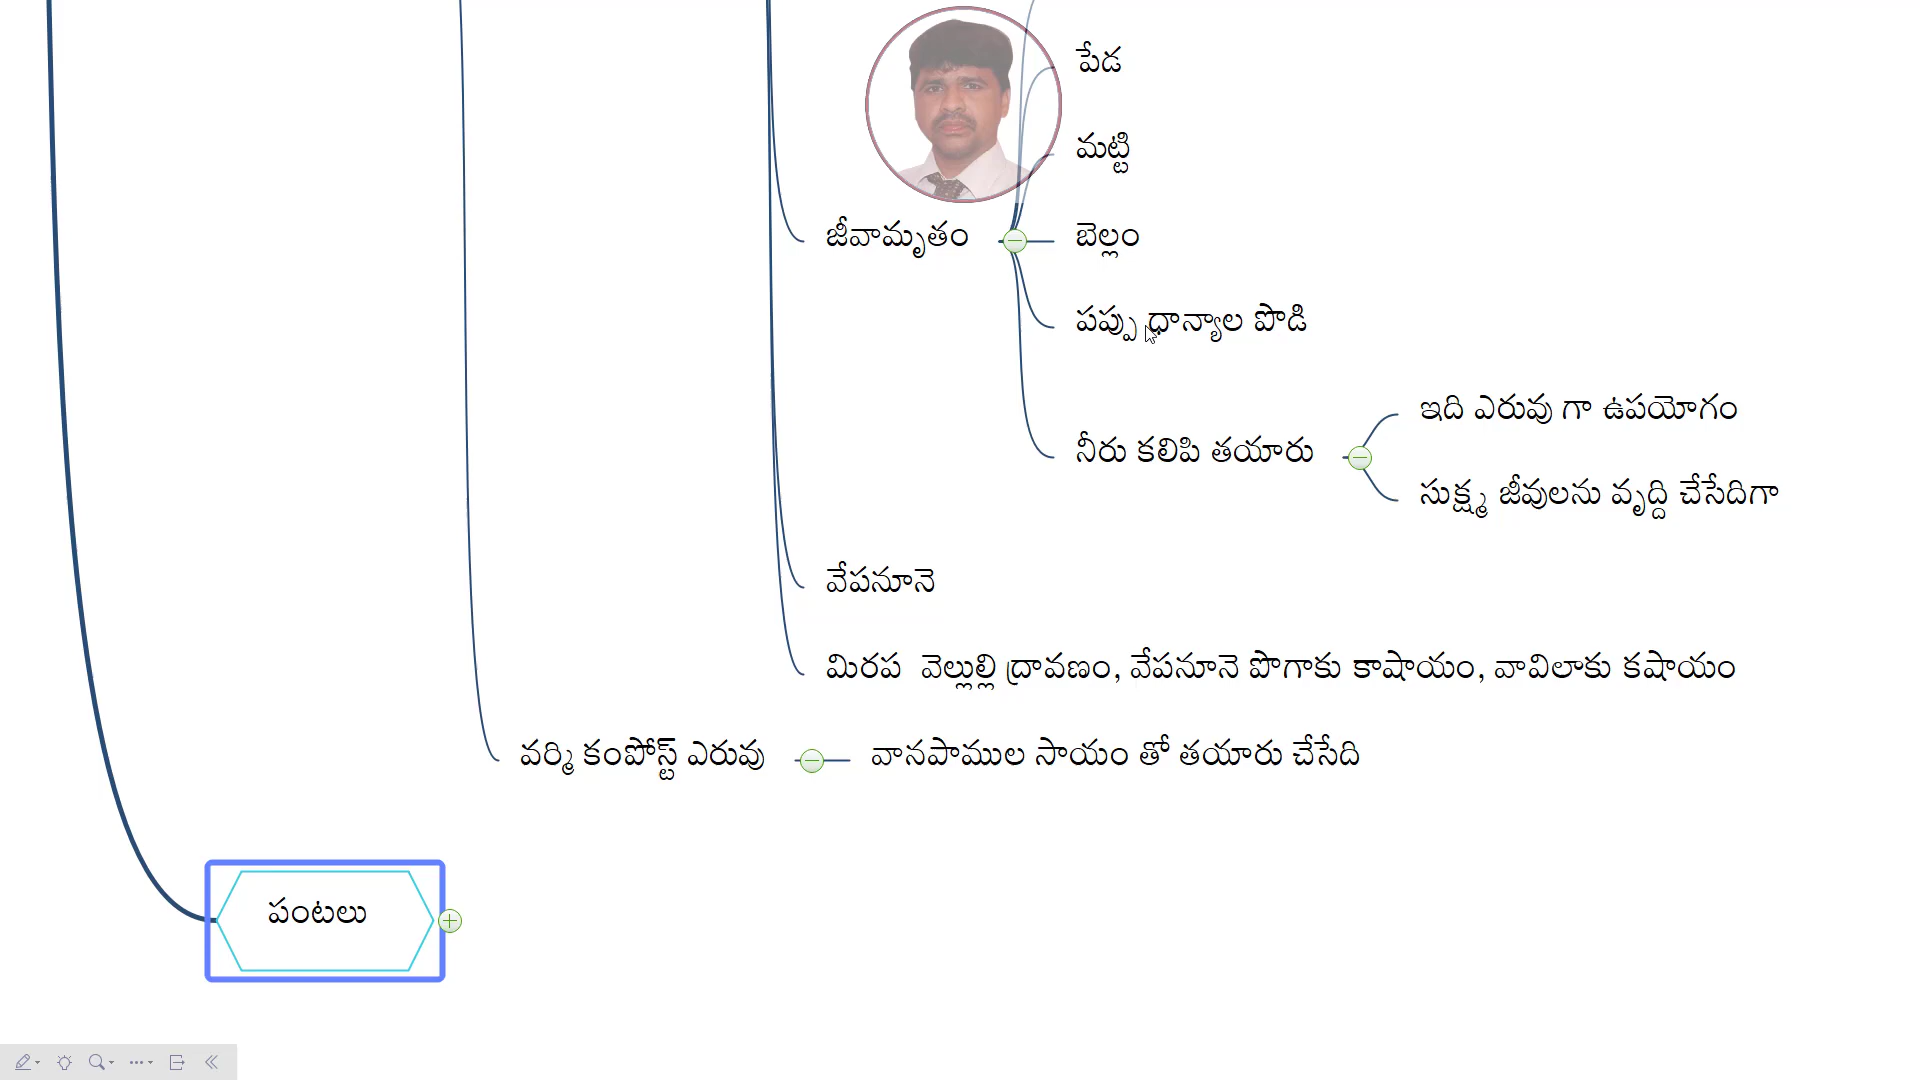 పేడ
మట్టి
జీవామృతం
బెల్లం
పప్పు ధాన్యాల పొడి
ఇది ఎరువు గా ఉపయోగం
నీరు కలిపి తయారు
సుక్ష్మ జీవులను వృద్ది చేసేదిగా
వేపనూనె
మిరప వెల్లుల్లి ద్రావణం, వేపనూనె పొగాకు కాషాయం, వావిలాకు కషాయం
వర్మి కంపోస్ట్ ఎరువు
వానపాముల సాయం తో తయారు చేసేది
పంటలు